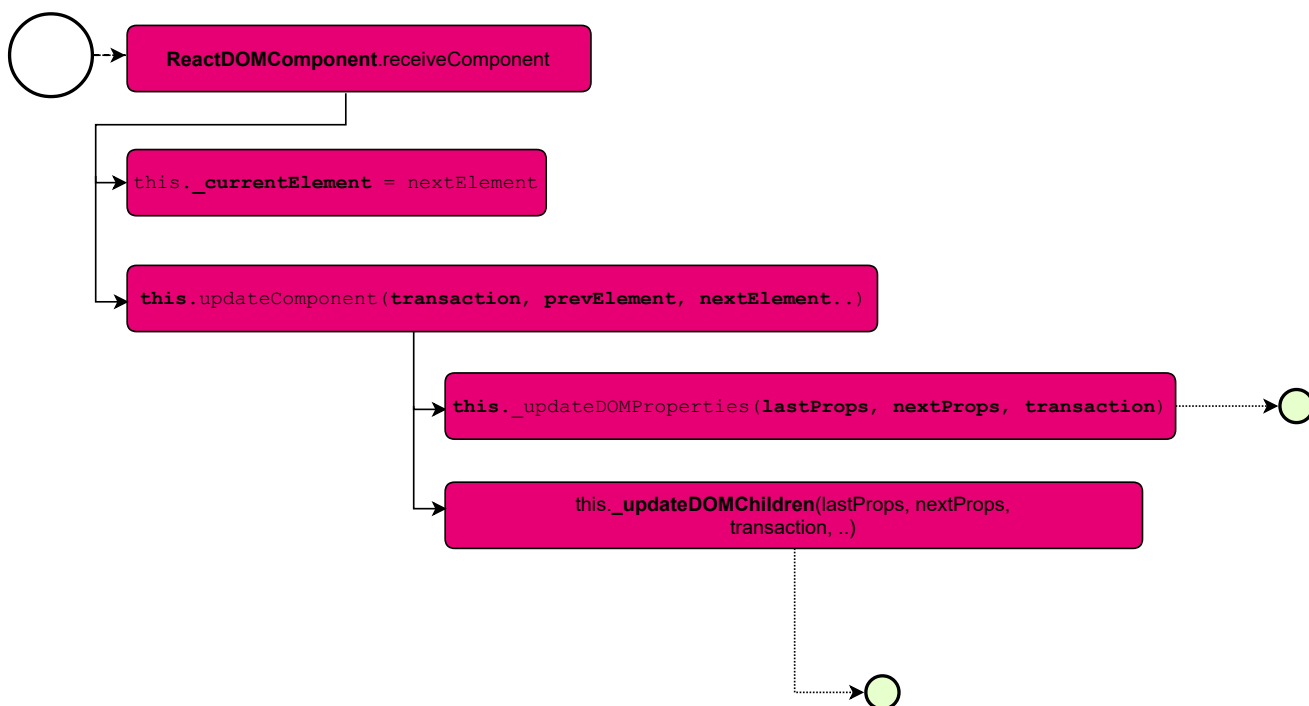 ReactDOMComponent.receiveComponent
this._currentElement = nextElement
this.updateComponent(transaction, prevElement, nextElement..)
this._updateDOMProperties(lastProps, nextProps, transaction)
this._updateDOMChildren(lastProps, nextProps,
transaction, ..)